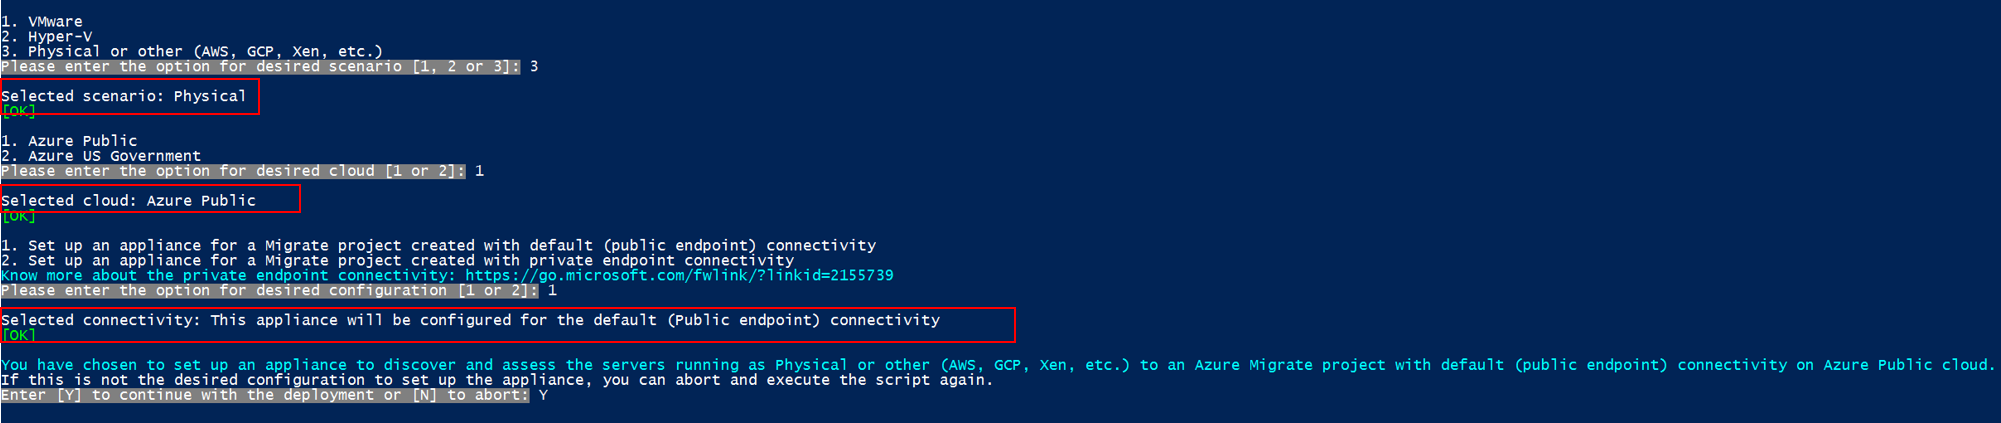 1. VMware
2. Hyper-V
3. Physical or other (AWS, GCP, Xen, etc.)
Please enter the option for desired scenario [1, 2 or 3]: 3
Selected scenario: Physical
[OK]
1. Azure Public
2. Azure US Government
Please enter the option for desired cloud [1 or 2]: 1
Selected cloud: Azure Public
[OK]
1. Set up an appliance for a Migrate project created with default (public endpoint) connectivity
2. Set up an appliance for a Migrate project created with private endpoint connectivity
Know more about the private endpoint connectivity: https://go.microsoft.com/fwlink/?linkid=2155739
Please enter the option for desired configuration [1 or 2]: 1
Selected connectivity: This appliance will be configured for the default (Public endpoint) connectivity
[OK]
You have chosen to set up an appliance to discover and assess the servers running as Physical or other (AWS, GCP, Xen, etc.) to an Azure Migrate project with default (public endpoint) connectivity on Azure Public cloud.
If this is not the desired configuration to set up the appliance, you can abort and execute the script again.
Enter [Y] to continue with the deployment or [N] to abort: Y